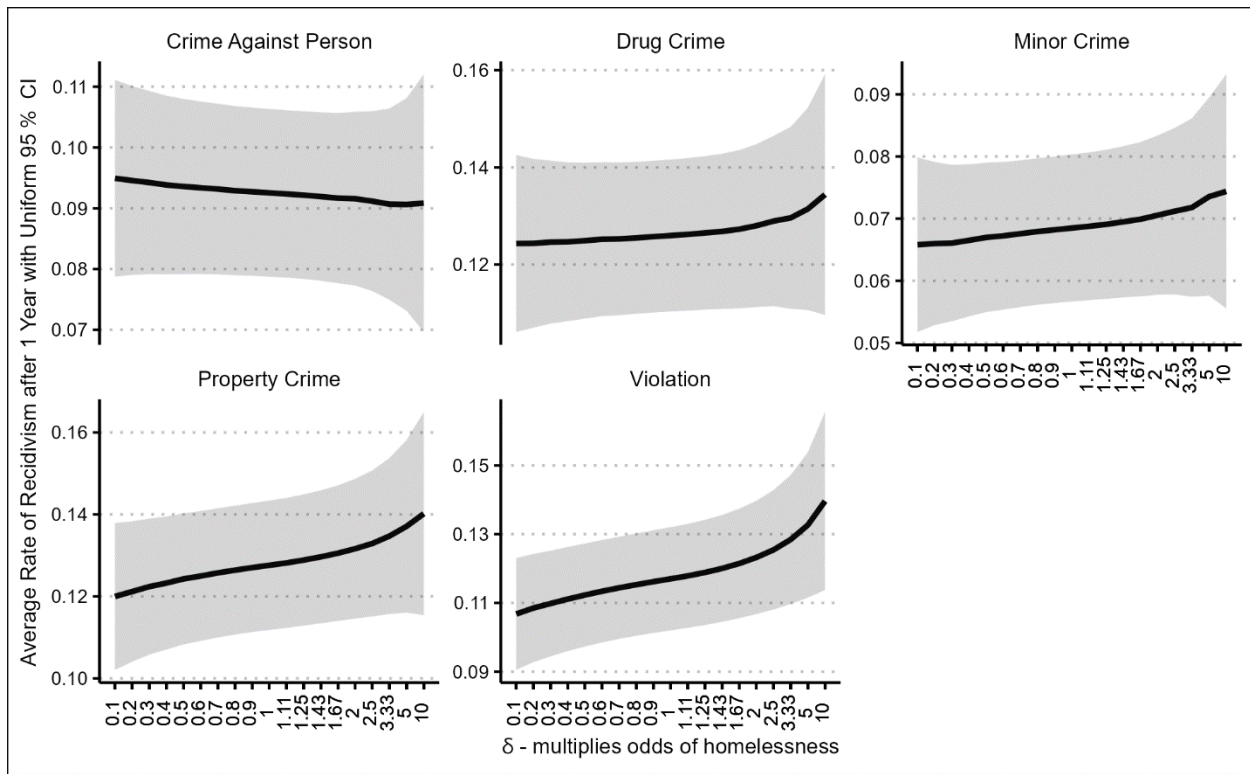 Crime Against Person
Drug Crime
Minor Crime
Average Rate of Recidivism after 1 Year with Uniform 95 % CI
0.11
0.10
0.09
0.08
0.07
0.16
0.14
0.12
0.09
0.08
0.07
0.06
0.05
0.1 0.2 0.3 0.4 0.5 0.6 0.7 0.8 0.9 1 1.11 1.25 1.43 1.67 2 2.5 3.33 5 10
Property Crime
Violation
0.16
0.14
0.12
0.10
0.15
0.13
0.11
0.09
0.1 0.2 0.3 0.4 0.5 0.6 0.7 0.8 0.9 1 1.11 1.25 1.43 1.67 2 2.5 3.33 5 10
0.1 0.2 0.3 0.4 0.5 0.6 0.7 0.8 0.9 1 1.11 1.25 1.43 1.67 2 2.5 3.33 5 10
δ - multiplies odds of homelessness